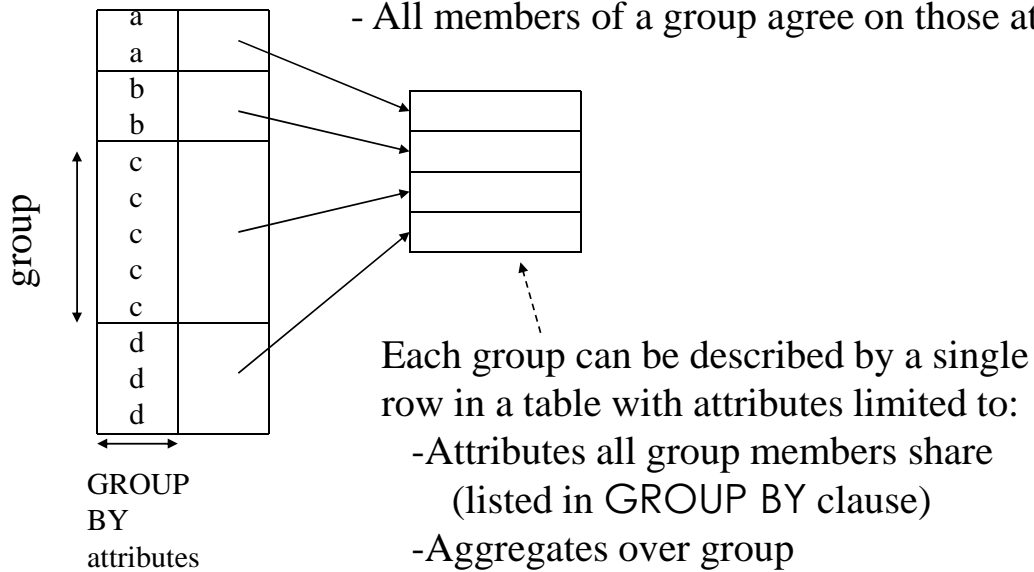 - All members of a group agree on those
a
a
b
b
c
c
c
c
c
d
d
d
group
GROUP
BY
attributes
Each group can be described by a single
row in a table with attributes limited to:
-Attributes all group members share
(listed in GROUP BY clause)
-Aggregates over group